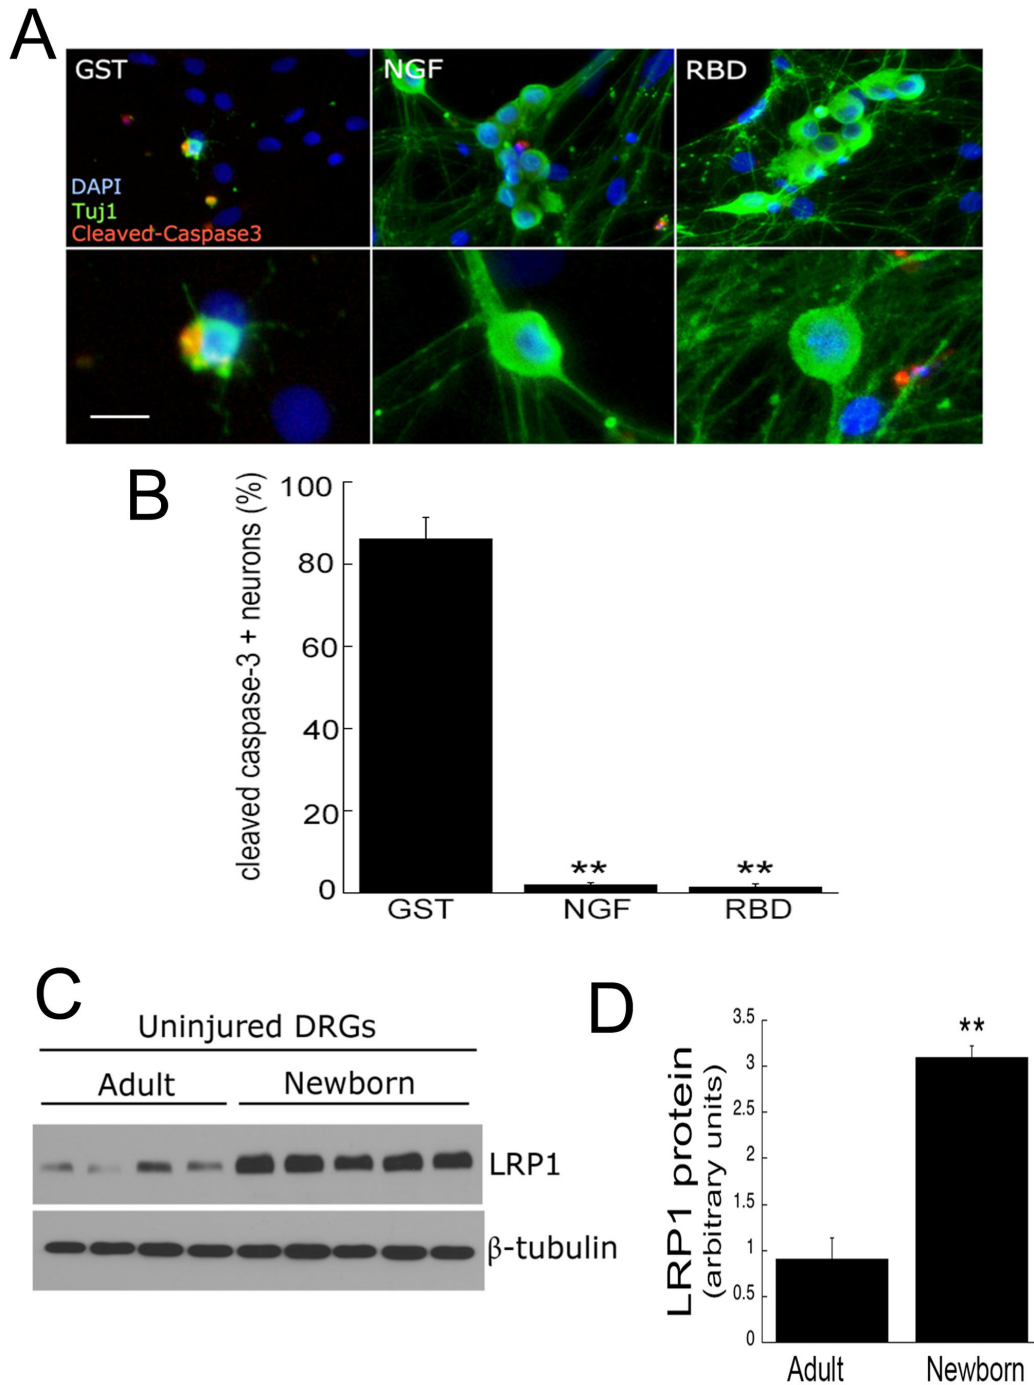 A
GST
NGF
RBD
DAPI
Tuj1
Cleaved-Caspase3
B
cleaved caspase-3 + neurons (%)
100
80
60
40
20
0
**
**
GST
NGF
RBD
C
Uninjured DRGs
Adult
Newborn
LRP1
β-tubulin
D
LRP1 protein
(arbitrary units)
3.5
3
2.5
2
1.5
1
0.5
0
**
Adult
Newborn